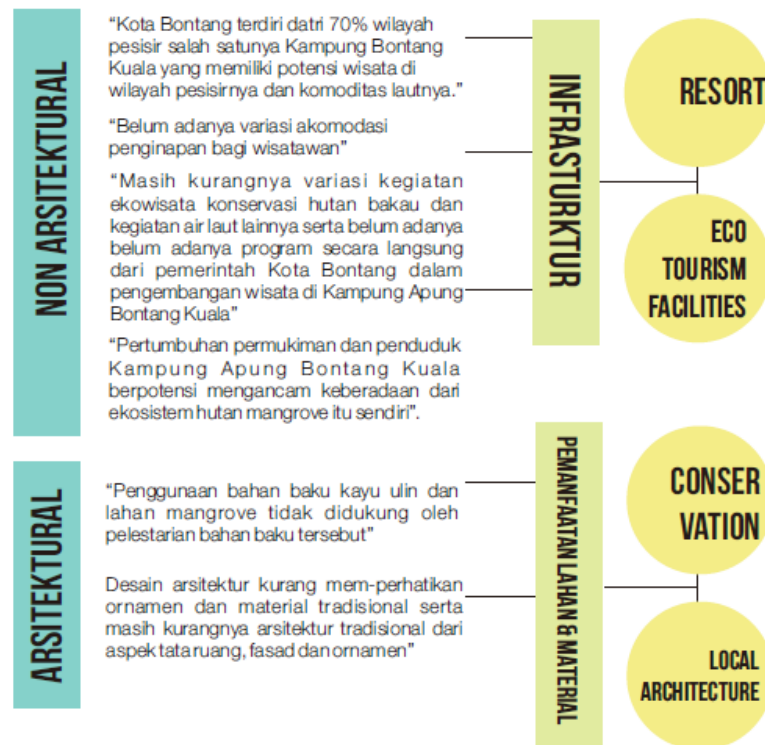 NON ARSITEKTURAL
“Kota Bontang terdiri datri 70% wilayah
pesisir salah satunya Kampung Bontang
Kuala yang memiliki potensi wisata di
wilayah pesisirnya dan komoditas lautnya.”
“Belum adanya variasi akomodasi
penginapan bagi wisatawan”
“Masih kurangnya variasi kegiatan
ekowisata konservasi hutan bakau dan
kegiatan air laut lainnya serta belum adanya
belum adanya program secara langsung
dari pemerintah Kota Bontang dalam
pengembangan wisata di Kampung Apung
Bontang Kuala”
“Pertumbuhan permukiman dan penduduk
Kampung Apung Bontang Kuala
berpotensi mengancam keberadaan dari
ekosistem hutan mangrove itu sendiri”.
INFRASTURKTUR
RESORT
ECO
TOURISM
FACILITIES
ARSITEKTURAL
“Penggunaan bahan baku kayu ulin dan
lahan mangrove tidak didukung oleh
pelestarian bahan baku tersebut”
Desain arsitektur kurang mem-perhatikan
ornamen dan material tradisional serta
masih kurangnya arsitektur tradisional dari
aspek tata ruang, fasad dan ornamen”
PEMANFAATAN LAHAN & MATERIAL
CONSER
VATION
LOCAL
ARCHITECTURE